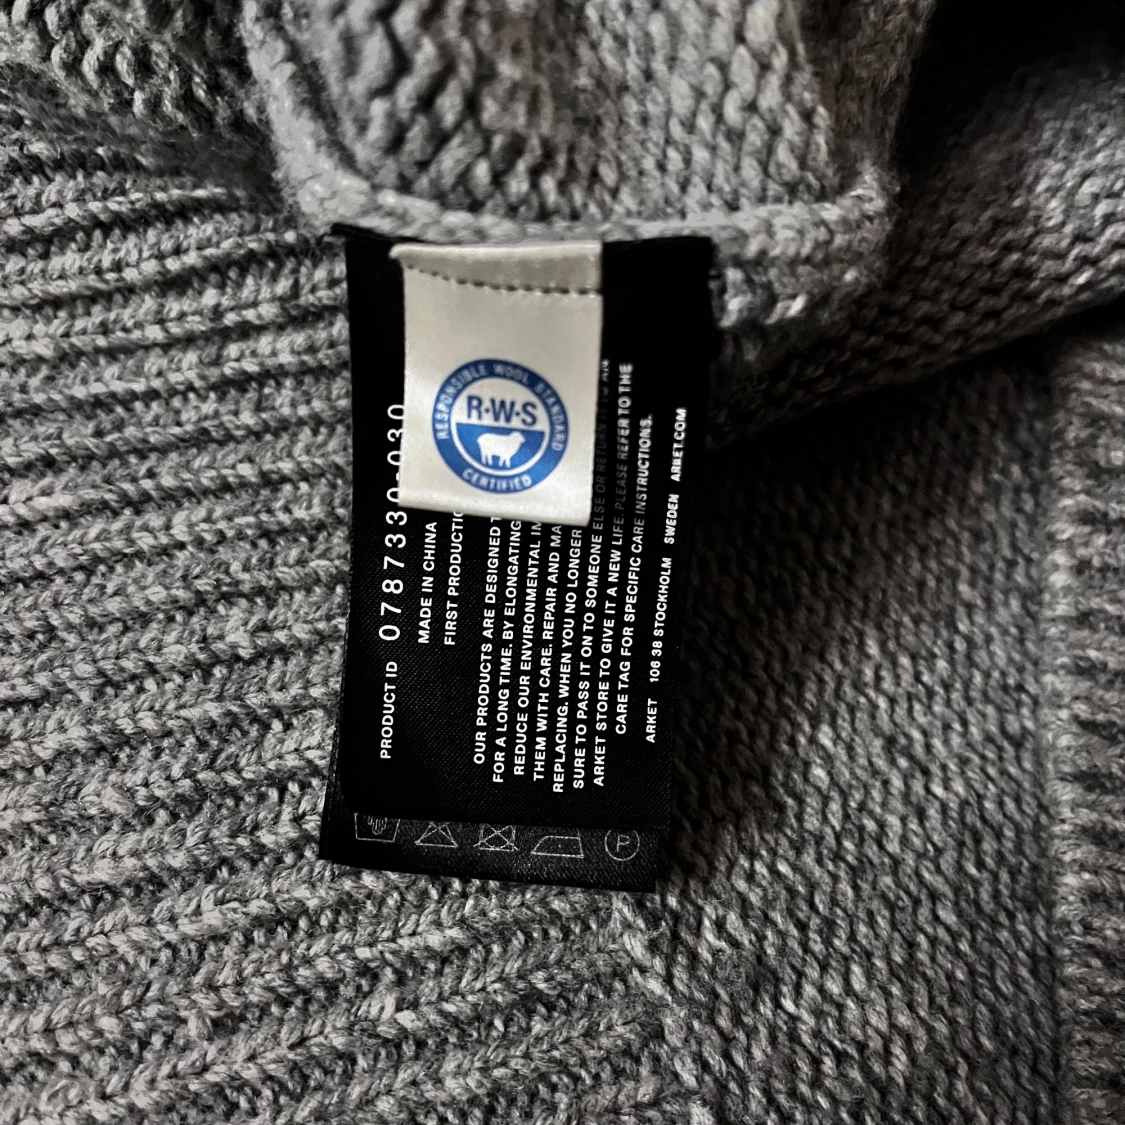 RESPONSIBLE WOOL STANDARD
R·W·S
CERTIFIED
PRODUCT ID 0787330-030
MADE IN CHINA
FIRST
OUR PRODUCTS ARE DESIGNED
FOR A LONG TIME. BY ELONGATING
REDUCE OUR ENVIRONMENTAL
THEM WITH CARE. REPAIR AND
REPLACING. WHEN YOU NO LONGER
SURE TO PASS IT ON TO SOMEONE ELSE OR RETURN IT TO AN
ARKET STORE TO GIVE IT A NEW LIFE. PLEASE REFER TO THE
CARE TAG FOR SPECIFIC CARE INSTRUCTIONS.
ARKET 106 38 STOCKHOLM SWEDEN ARKET.COM
P